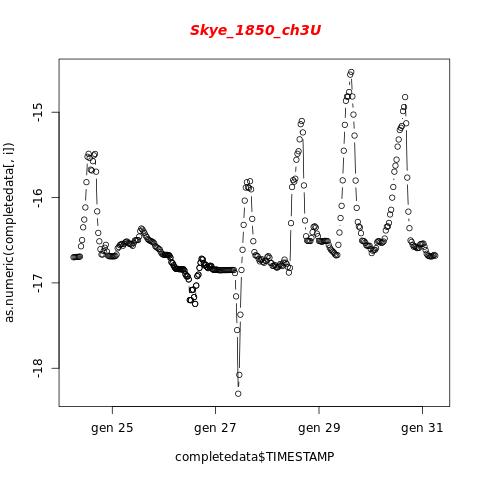 Skye_1850_ch3U
as.numeric(completedata[, i])
-15
-16
-17
-18
gen 25
gen 27
gen 29
gen 31
completedata$TIMESTAMP